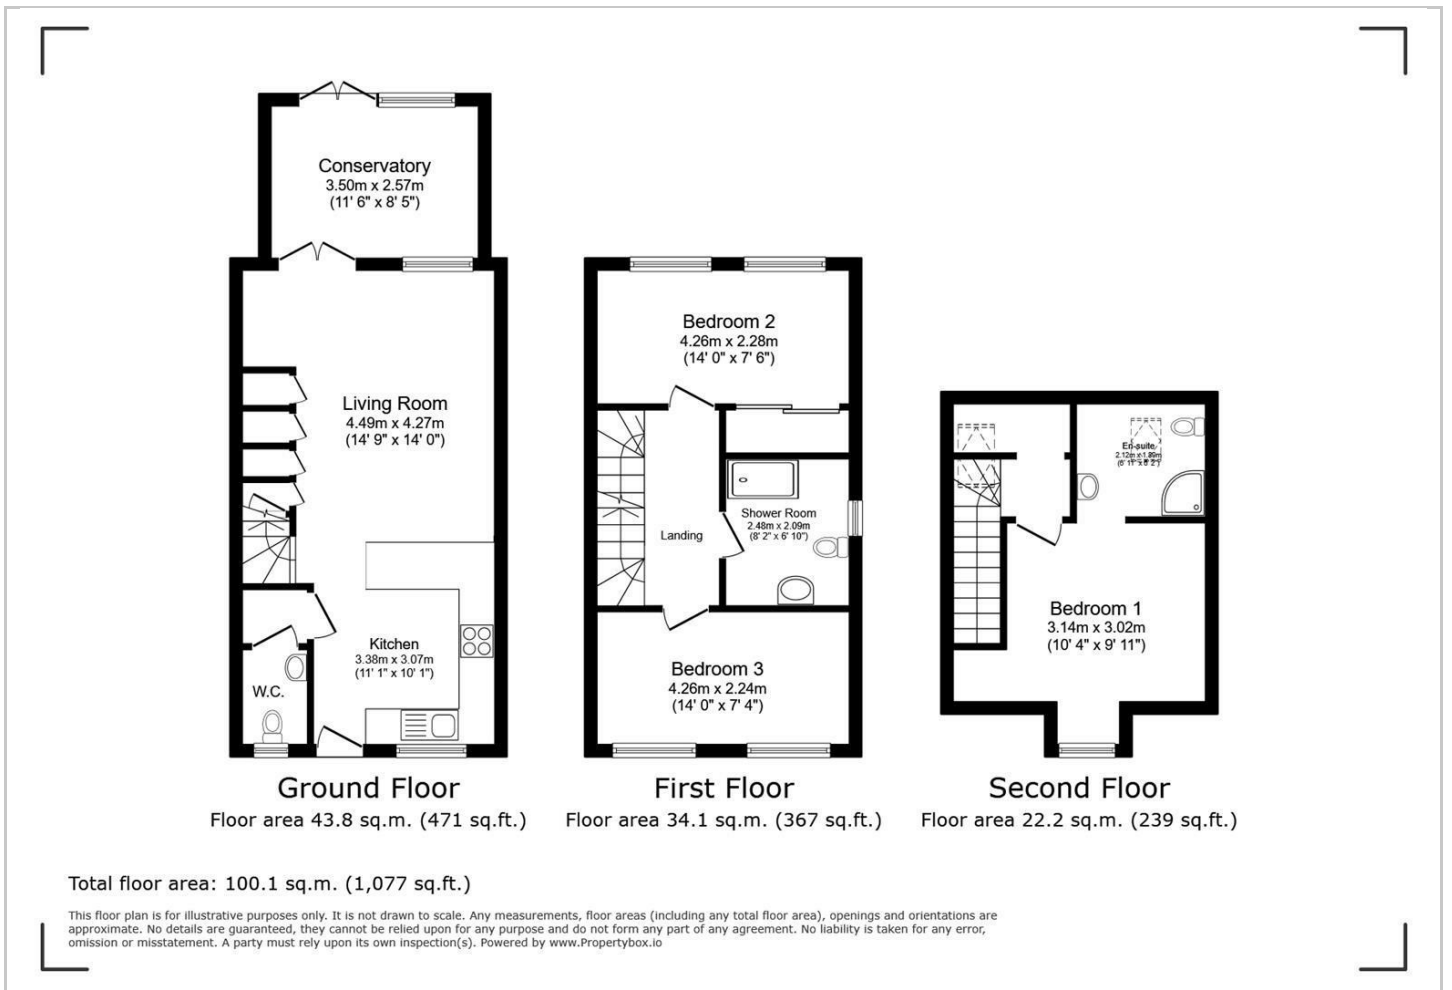 Conservatory
3.50m x 2.57m
(11' 6" x 8' 5")
Living Room
4.49m x 4.27m
(14' 9" x 14' 0")
Kitchen
3.38m x 3.07m
(11' 1" x 10' 1")
W.C.
Ground Floor
Floor area 43.8 sq.m. (471 sq.ft.)
Bedroom 2
4.26m x 2.28m
(14' 0" x 7' 6")
Shower Room
2.48m x 2.09m
(8' 2" x 6' 10")
Landing
Bedroom 3
4.26m x 2.24m
(14' 0" x 7' 4")
First Floor
Floor area 34.1 sq.m. (367 sq.ft.)
En-suite
2.12m x 1.89m
(6' 11" x 6' 2")
Bedroom 1
3.14m x 3.02m
(10' 4" x 9' 11")
Second Floor
Floor area 22.2 sq.m. (239 sq.ft.)
Total floor area: 100.1 sq.m. (1,077 sq.ft.)
This floor plan is for illustrative purposes only. It is not drawn to scale. Any measurements, floor areas (including any total floor area), openings and orientations are
approximate. No details are guaranteed, they cannot be relied upon for any purpose and do not form any part of any agreement. No liability is taken for any error,
omission or misstatement. A party must rely upon its own inspection(s). Powered by www.Propertybox.io